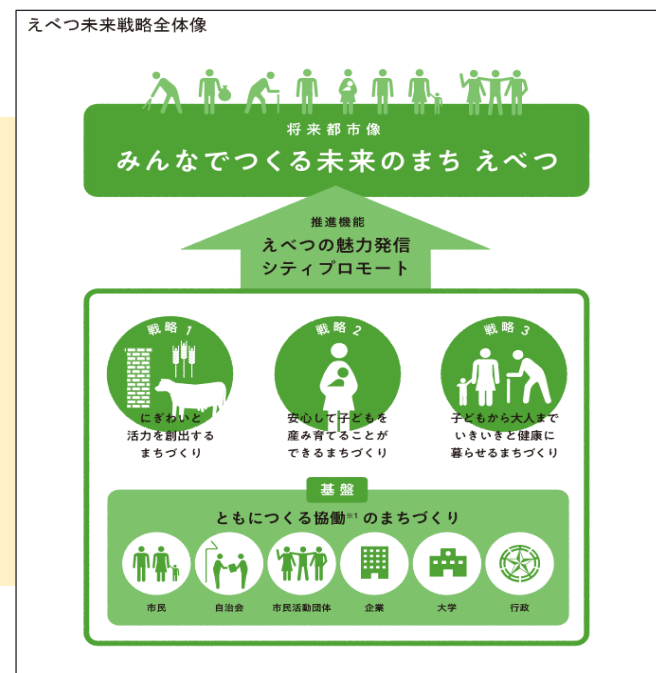 えべつ未来戦略全体像
将来都市像
みんなでつくる未来のまち えべつ
推進機能
えべつの魅力発信
シティプロモート
戦略1
にぎわいと
活力を創出する
まちづくり
戦略2
安心して子どもを
産み育てることが
できるまちづくり
戦略3
子どもから大人まで
いきいきと健康に
暮らせるまちづくり
基盤
ともにつくる協働※1 のまちづくり
市民
自治会
市民活動団体
企業
大学
行政